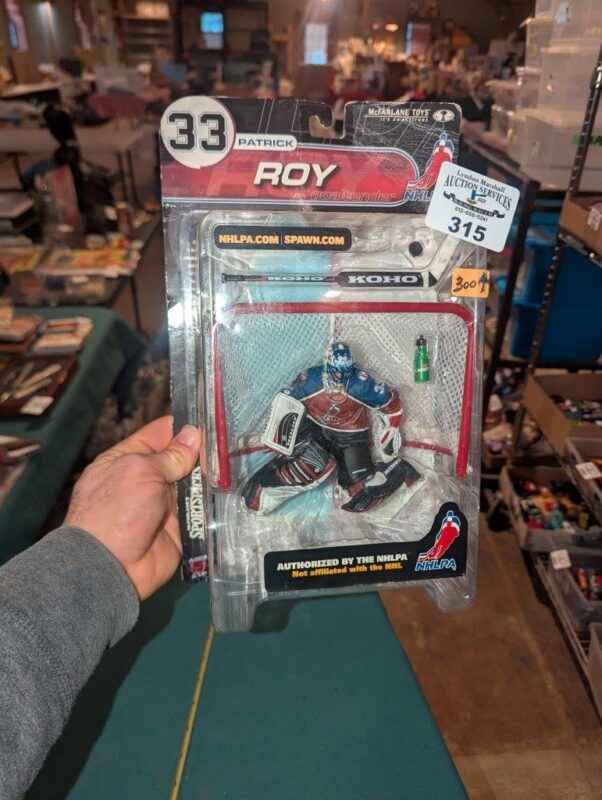 33
PATRICK
ROY
McFARLANE TOYS
NHLPA
Lyndon Marshall
AUCTION SERVICES
315
NHLPA.COM | SPAWN.COM
KOHO KOHO
300↑
AUTHORIZED BY THE NHLPA
Not affiliated with the NHL
NHLPA